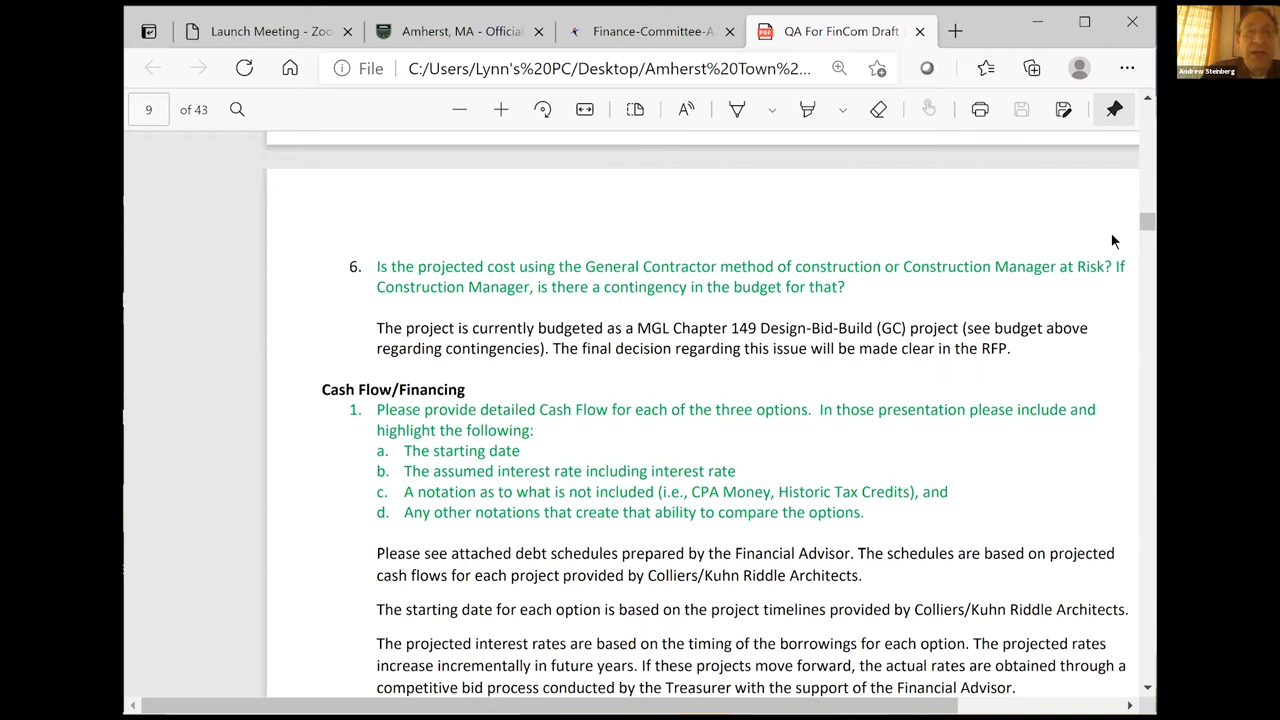 Launch Meeting - Zoo
Amherst, MA - Official
Finance-Committee-A
QA For FinCom Draft
File
C:/Users/Lynn's%20PC/Desktop/Amherst%20Town%2...
9 of 43
Andrew Steinberg
6. Is the projected cost using the General Contractor method of construction or Construction Manager at Risk? If
Construction Manager, is there a contingency in the budget for that?
The project is currently budgeted as a MGL Chapter 149 Design-Bid-Build (GC) project (see budget above
regarding contingencies). The final decision regarding this issue will be made clear in the RFP.
Cash Flow/Financing
1. Please provide detailed Cash Flow for each of the three options. In those presentation please include and
highlight the following:
a. The starting date
b. The assumed interest rate including interest rate
c. A notation as to what is not included (i.e., CPA Money, Historic Tax Credits), and
d. Any other notations that create that ability to compare the options.
Please see attached debt schedules prepared by the Financial Advisor. The schedules are based on projected
cash flows for each project provided by Colliers/Kuhn Riddle Architects.
The starting date for each option is based on the project timelines provided by Colliers/Kuhn Riddle Architects.
The projected interest rates are based on the timing of the borrowings for each option. The projected rates
increase incrementally in future years. If these projects move forward, the actual rates are obtained through a
competitive bid process conducted by the Treasurer with the support of the Financial Advisor.